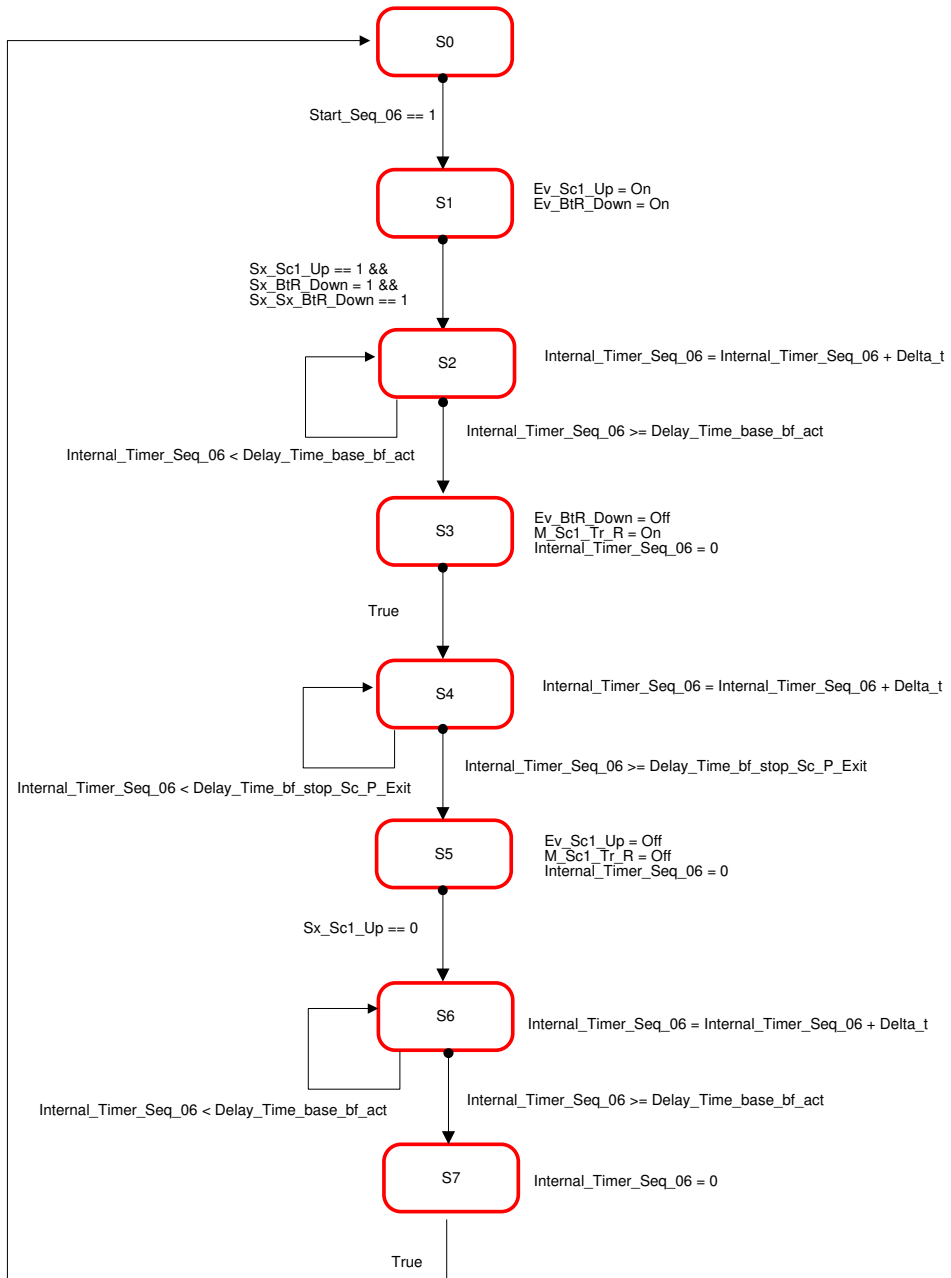 S0
Start_Seq_06 == 1
S1
Ev_Sc1_Up = On
Ev_BtR_Down = On
Sx_Sc1_Up == 1 &&
Sx_BtR_Down = 1 &&
Sx_Sx_BtR_Down == 1
S2
Internal_Timer_Seq_06 = Internal_Timer_Seq_06 + Delta_t
Internal_Timer_Seq_06 >= Delay_Time_base_bf_act
Internal_Timer_Seq_06 < Delay_Time_base_bf_act
S3
Ev_BtR_Down = Off
M_Sc1_Tr_R = On
Internal_Timer_Seq_06 = 0
True
S4
Internal_Timer_Seq_06 = Internal_Timer_Seq_06 + Delta_t
Internal_Timer_Seq_06 >= Delay_Time_bf_stop_Sc_P_Exit
Internal_Timer_Seq_06 < Delay_Time_bf_stop_Sc_P_Exit
S5
Ev_Sc1_Up = Off
M_Sc1_Tr_R = Off
Internal_Timer_Seq_06 = 0
Sx_Sc1_Up == 0
S6
Internal_Timer_Seq_06 = Internal_Timer_Seq_06 + Delta_t
Internal_Timer_Seq_06 >= Delay_Time_base_bf_act
Internal_Timer_Seq_06 < Delay_Time_base_bf_act
S7
Internal_Timer_Seq_06 = 0
True